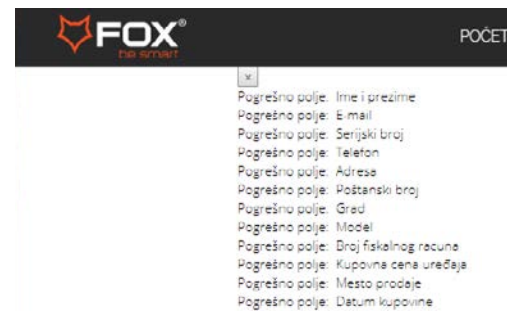 FOX®
be smart
POČET
x
Pogrešno polje: Ime i prezime
Pogrešno polje: E-mail
Pogrešno polje: Serijski broj
Pogrešno polje: Telefon
Pogrešno polje: Adresa
Pogrešno polje: Poštanski broj
Pogrešno polje: Grad
Pogrešno polje: Model
Pogrešno polje: Broj fiskalnog racuna
Pogrešno polje: Kupovna cena uređaja
Pogrešno polje: Mesto prodaje
Pogrešno polje: Datum kupovine